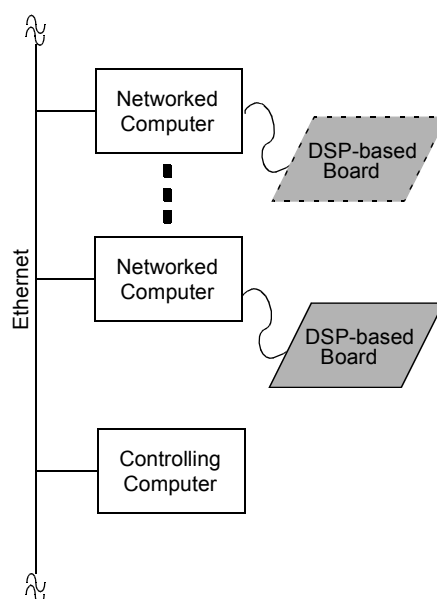 Networked
Computer
DSP-based
Board
Networked
Computer
Ethernet
DSP-based
Board
Controlling
Computer